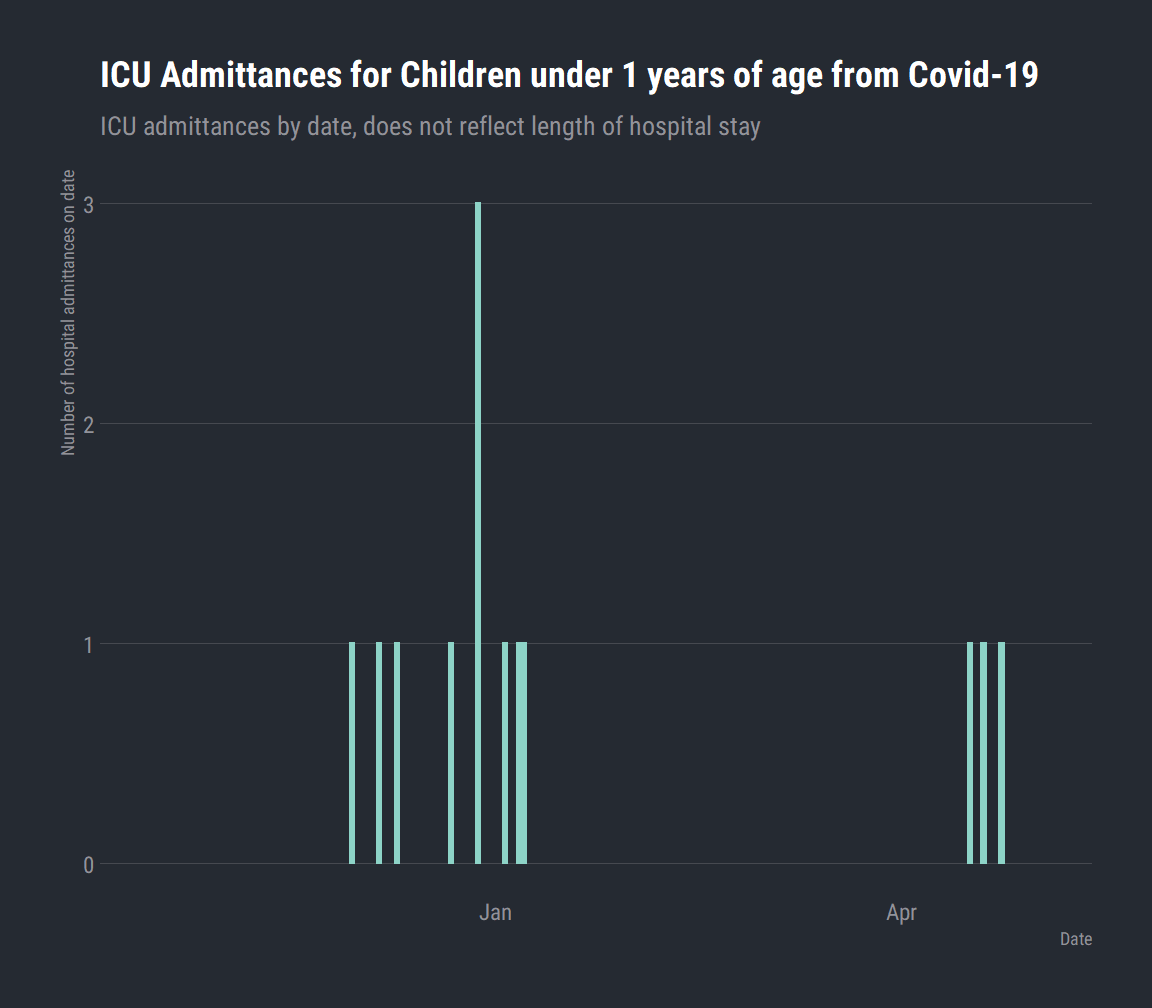 ICU Admittances for Children under 1 years of age from Covid-19
ICU admittances by date, does not reflect length of hospital stay
Number of hospital admittances on date
3
2
1
0
Jan
Apr
Date